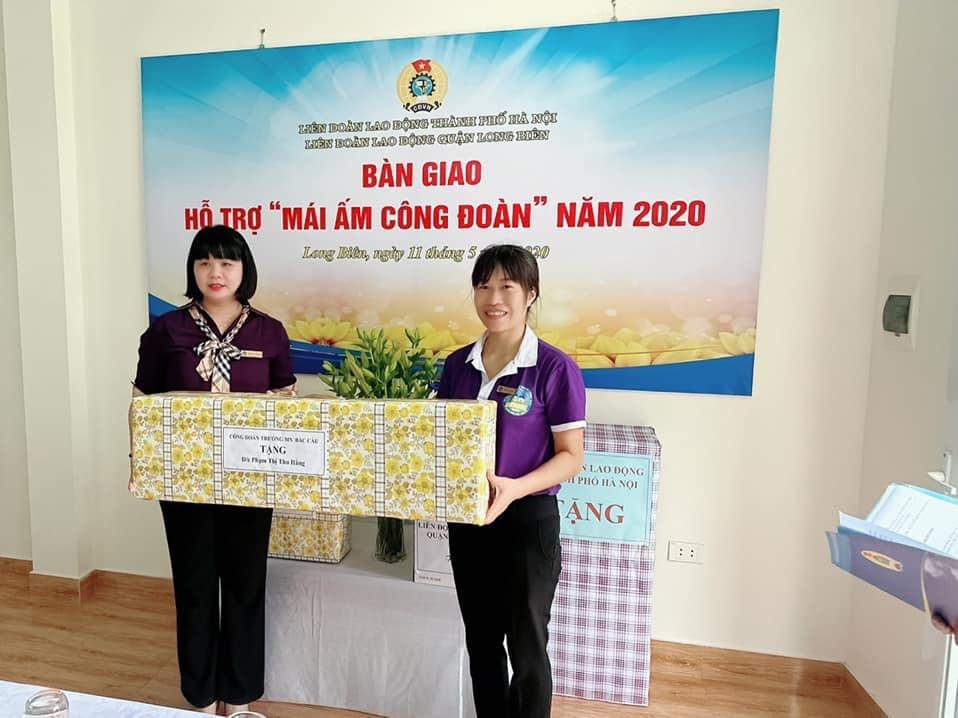 CĐVN
LIÊN ĐOÀN LAO ĐỘNG THÀNH PHỐ HÀ NỘI
LIÊN ĐOÀN LAO ĐỘNG QUẬN LONG BIÊN
BÀN GIAO
HỖ TRỢ “MÁI ẤM CÔNG ĐOÀN” NĂM 2020
Long Biên, ngày 11 tháng 5
CÔNG ĐOÀN TRƯỜNG MN BẮC CẦU
TẶNG
Đ/c Phạm Thị Thu Hằng
LAO ĐỘNG
PHỐ HÀ NỘI
TẶNG
LIÊN
QUẬN